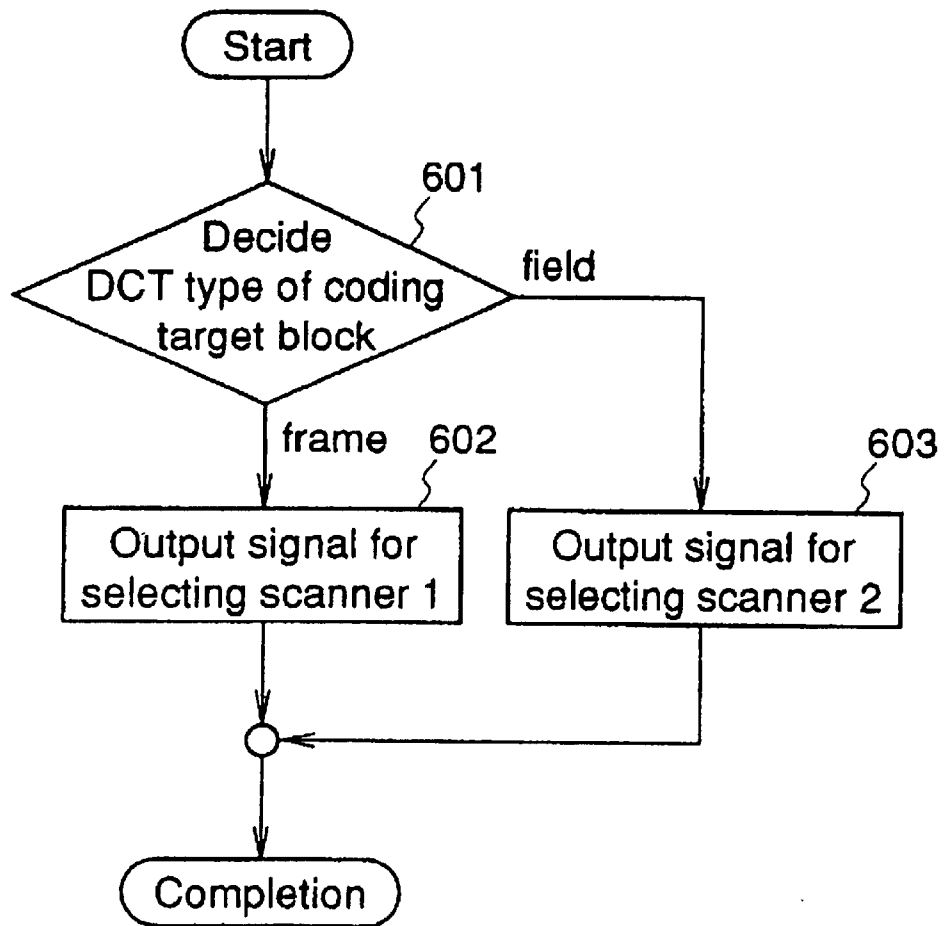 Start
601
Decide
DCT type of coding
target block
field
frame
602
603
Output signal for
selecting scanner 1
Output signal for
selecting scanner 2
Completion